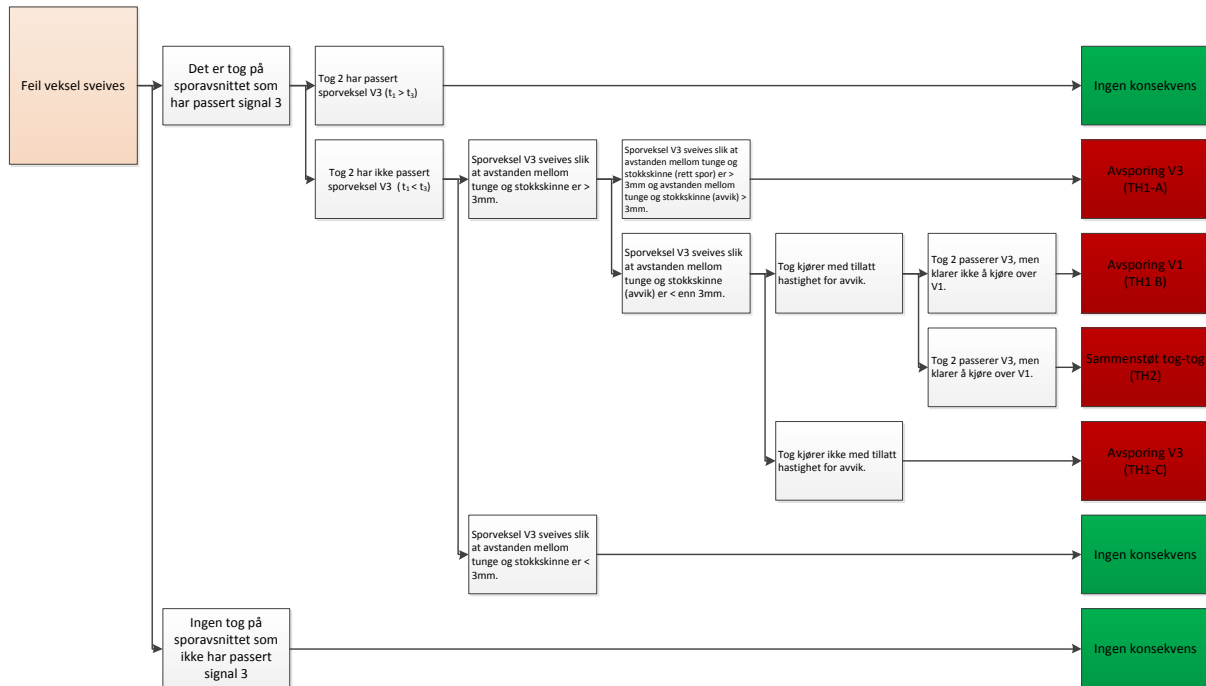 Feil veksel sveives
Det er tog på
sporavsnittet som
har passert signal 3
Tog 2 har passert
sporveksel V3 (t₁ > t₃)
Ingen konsekvens
Tog 2 har ikke passert
sporveksel V3 ( t₁ < t₃)
Sporveksel V3 sveives slik
at avstanden mellom
tunge og stokkskinne er >
3mm.
Sporveksel V3 sveives slik at
avstanden mellom tunge og
stokkskinne (rett spor) er >
3mm og avstanden mellom
tunge og stokkskinne (avvik) >
3mm.
Avsporing V3
(TH1-A)
Sporveksel V3 sveives slik
at avstanden mellom
tunge og stokkskinne
(avvik) er < enn 3mm.
Tog kjører med tillatt
hastighet for avvik.
Tog 2 passerer V3, men
klarer ikke å kjøre over
V1.
Avsporing V1
(TH1 B)
Tog 2 passerer V3, men
klarer å kjøre over V1.
Sammenstøt tog-tog
(TH2)
Tog kjører ikke med tillatt
hastighet for avvik.
Avsporing V3
(TH1-C)
Sporveksel V3 sveives slik
at avstanden mellom
tunge og stokkskinne er <
3mm.
Ingen konsekvens
Ingen tog på
sporavsnittet som
ikke har passert
signal 3
Ingen konsekvens